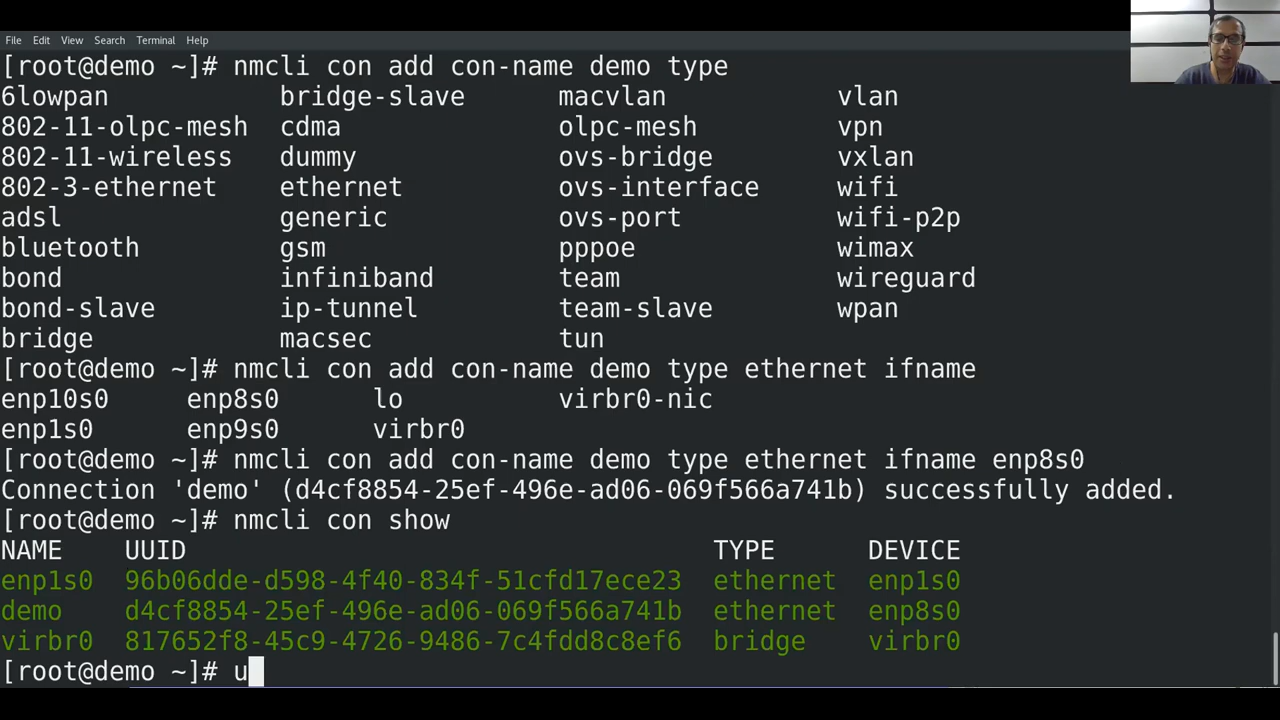 File Edit View Search Terminal Help
[root@demo ~]# nmcli con add con-name demo type
6lowpan bridge-slave macvlan vlan
802-11-olpc-mesh cdma olpc-mesh vpn
802-11-wireless dummy ovs-bridge vxlan
802-3-ethernet ethernet ovs-interface wifi
adsl generic ovs-port wifi-p2p
bluetooth gsm pppoe wimax
bond infiniband team wireguard
bond-slave ip-tunnel team-slave wpan
bridge macsec tun
[root@demo ~]# nmcli con add con-name demo type ethernet ifname
enp10s0 enp8s0 lo virbr0-nic
enp1s0 enp9s0 virbr0
[root@demo ~]# nmcli con add con-name demo type ethernet ifname enp8s0
Connection 'demo' (d4cf8854-25ef-496e-ad06-069f566a741b) successfully added.
[root@demo ~]# nmcli con show
NAME UUID TYPE DEVICE
enp1s0 96b06dde-d598-4f40-834f-51cfd17ece23 ethernet enp1s0
demo d4cf8854-25ef-496e-ad06-069f566a741b ethernet enp8s0
virbr0 817652f8-45c9-4726-9486-7c4fdd8c8ef6 bridge virbr0
[root@demo ~]# u